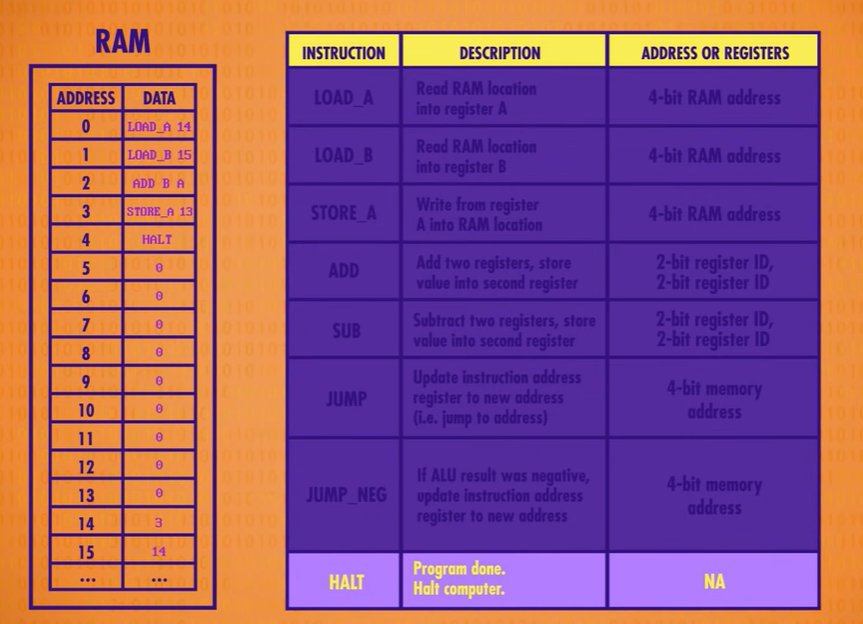 RAM
ADDRESS DATA
0 LOAD_A 14
1 LOAD_B 15
2 ADD B A
3 STORE_A 13
4 HALT
5 0
6 0
7 0
8 0
9 0
10 0
11 0
12 0
13 0
14 3
15 14
... ...
INSTRUCTION DESCRIPTION ADDRESS OR REGISTERS
LOAD_A
Read RAM location
into register A
4-bit RAM address
LOAD_B
Read RAM location
into register B
4-bit RAM address
STORE_A
Write from register
A into RAM location
4-bit RAM address
ADD
Add two registers, store
value into second register
2-bit register ID,
2-bit register ID
SUB
Subtract two registers, store
value into second register
2-bit register ID,
2-bit register ID
JUMP
Update instruction address
register to new address
(i.e. jump to address)
4-bit memory
address
JUMP_NEG
If ALU result was negative,
update instruction address
register to new address
4-bit memory
address
HALT
Program done.
Halt computer.
NA